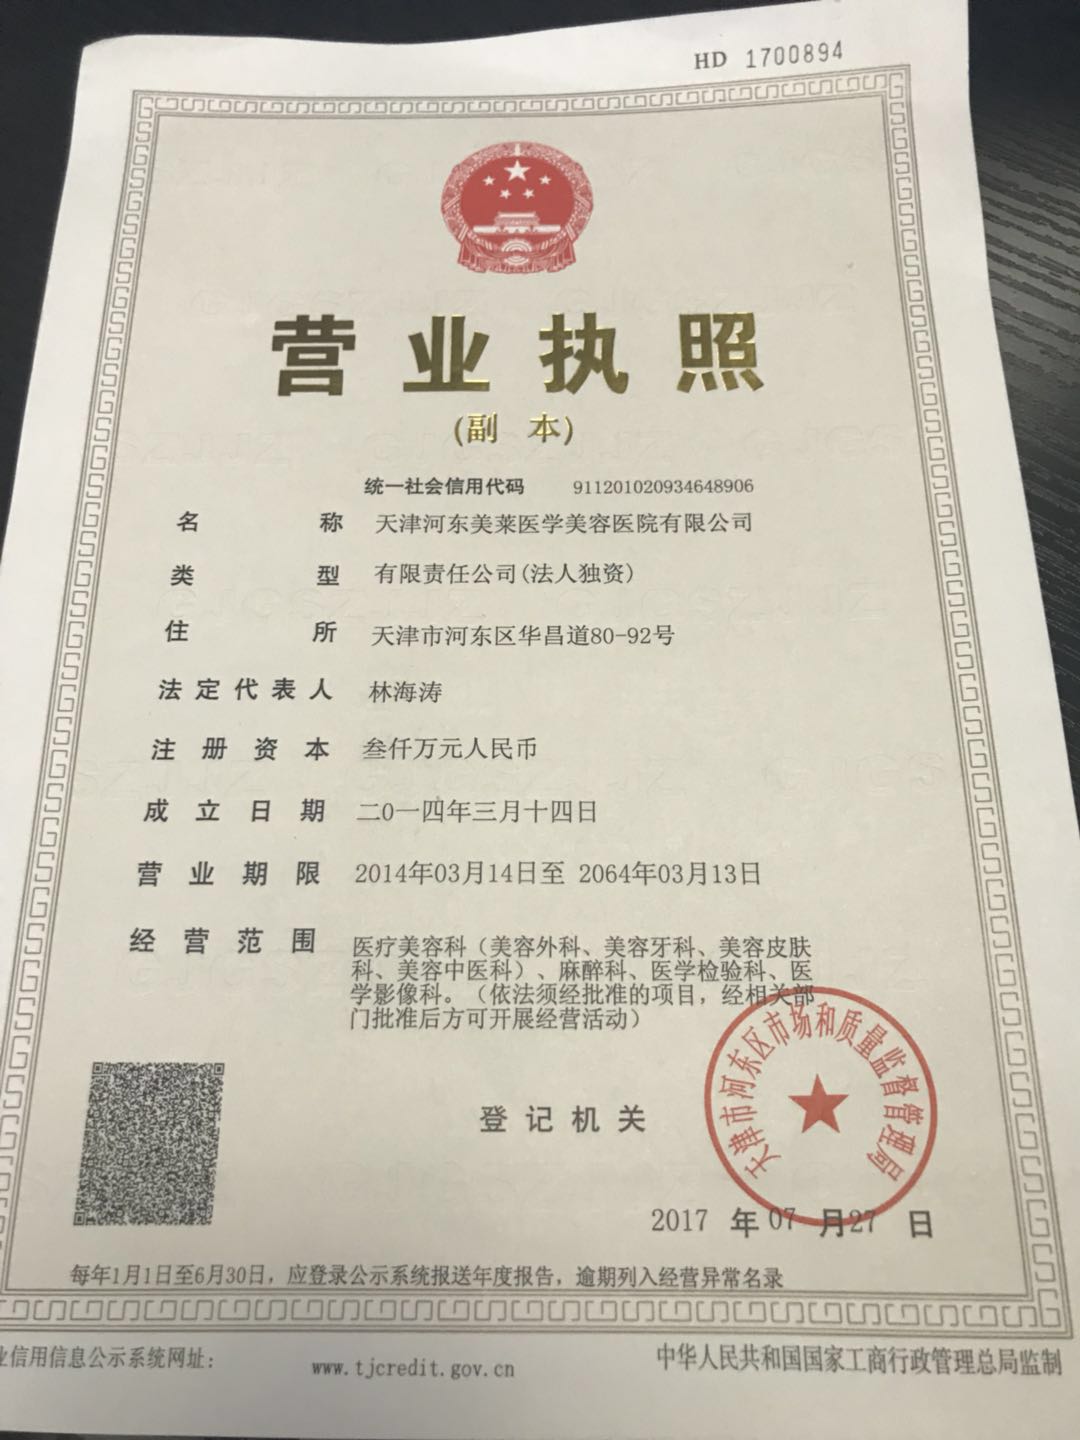 HD 1700894
营业执照
(副 本)
统一社会信用代码 911201020934648906
名称 天津河东美莱医学美容医院有限公司
类型 有限责任公司(法人独资)
住所 天津市河东区华昌道80-92号
法定代表人 林海涛
注册资本 叁仟万元人民币
成立日期 二0一四年三月十四日
营业期限 2014年03月14日至 2064年03月13日
经营范围 医疗美容科（美容外科、美容牙科、美容皮肤
科、美容中医科）、麻醉科、医学检验科、医
学影像科。（依法须经批准的项目，经相关部
门批准后方可开展经营活动）
天津市河东区市场和质量监督管理局
登记机关
2017 年 07 月 27 日
每年1月1日至6月30日，应登录公示系统报送年度报告，逾期列入经营异常名录
业信用信息公示系统网址： www.tjcredit.gov.cn 中华人民共和国国家工商行政管理总局监制